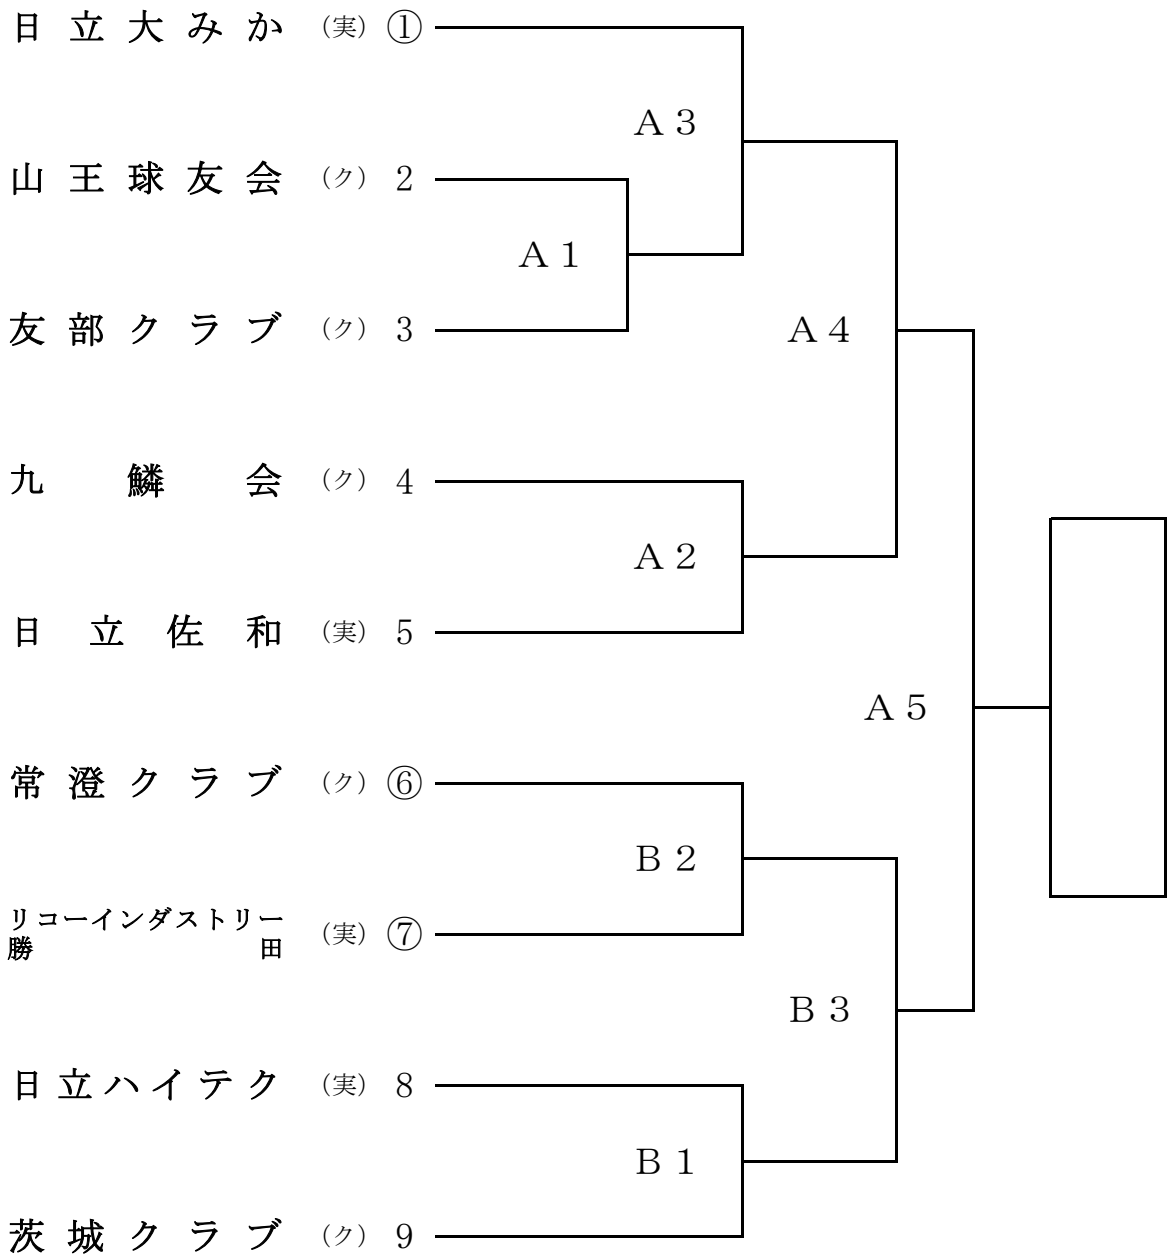 日立大みか (実) ①
A3
山王球友会 (ク) 2
A1
友部クラブ (ク) 3
A4
九鱗会 (ク) 4
A2
日立佐和 (実) 5
A5
常澄クラブ (ク) ⑥
B2
リコーインダストリー
勝田 (実) ⑦
B3
日立ハイテク (実) 8
B1
茨城クラブ (ク) 9